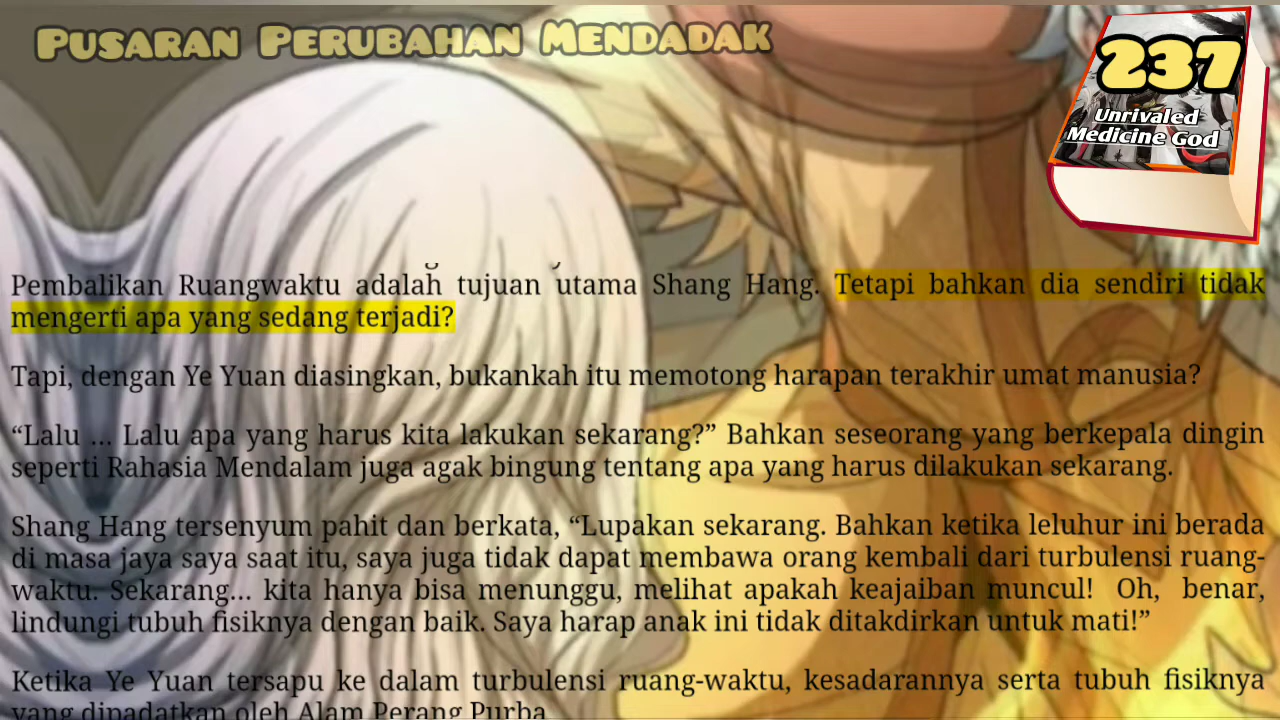 Pusaran Perubahan Mendadak
237
Unrivaled
Medicine God
Pembalikan Ruangwaktu adalah tujuan utama Shang Hang. Tetapi bahkan dia sendiri tidak
mengerti apa yang sedang terjadi?
Tapi, dengan Ye Yuan diasingkan, bukankah itu memotong harapan terakhir umat manusia?
“Lalu ... Lalu apa yang harus kita lakukan sekarang?” Bahkan seseorang yang berkepala dingin
seperti Rahasia Mendalam juga agak bingung tentang apa yang harus dilakukan sekarang.
Shang Hang tersenyum pahit dan berkata, “Lupakan sekarang. Bahkan ketika leluhur ini berada
di masa jaya saya saat itu, saya juga tidak dapat membawa orang kembali dari turbulensi ruang-
waktu. Sekarang... kita hanya bisa menunggu, melihat apakah keajaiban muncul! Oh, benar,
lindungi tubuh fisiknya dengan baik. Saya harap anak ini tidak ditakdirkan untuk mati!”
Ketika Ye Yuan tersapu ke dalam turbulensi ruang-waktu, kesadarannya serta tubuh fisiknya
yang dipadatkan oleh Alam Perang Purba